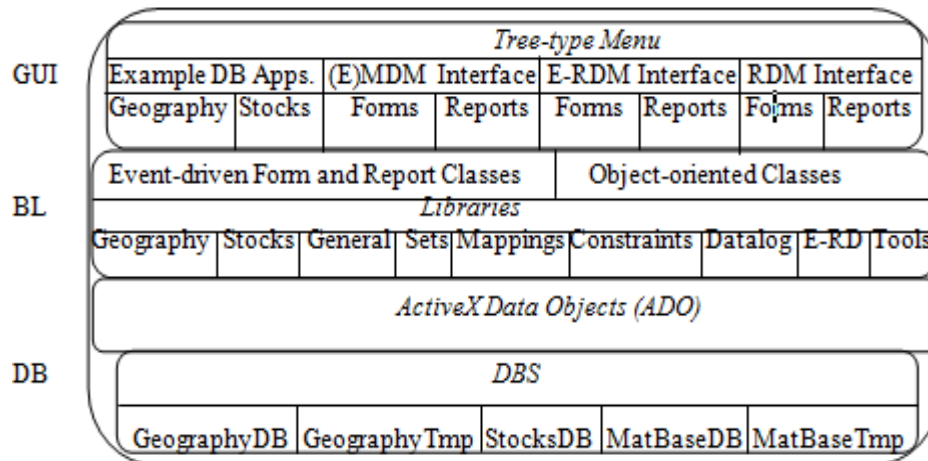 Tree-type Menu
GUI Example DB Apps. (E)MDM Interface E-RDM Interface RDM Interface
Geography Stocks Forms Reports Forms Reports Forms Reports
Event-driven Form and Report Classes Object-oriented Classes
BL Libraries
Geography Stocks General Sets Mappings Constraints Datalog E-RD Tools
ActiveX Data Objects (ADO)
DB DBS
GeographyDB GeographyTmp StocksDB MatBaseDB MatBaseTmp